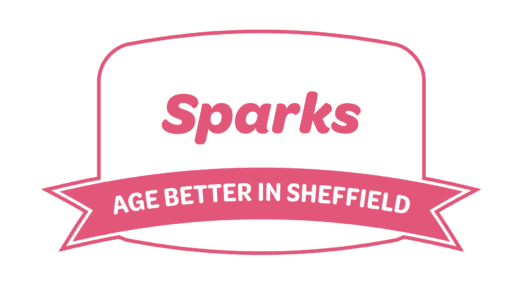 Sparks
AGE BETTER IN SHEFFIELD